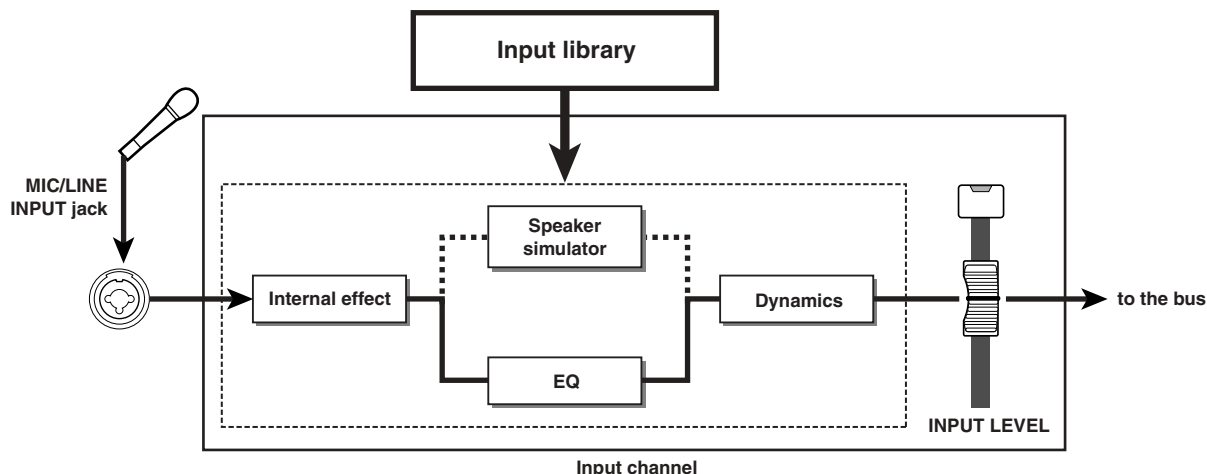 Input library
MIC/LINE
INPUT jack
Speaker
simulator
Internal effect
Dynamics
to the bus
EQ
INPUT LEVEL
Input channel